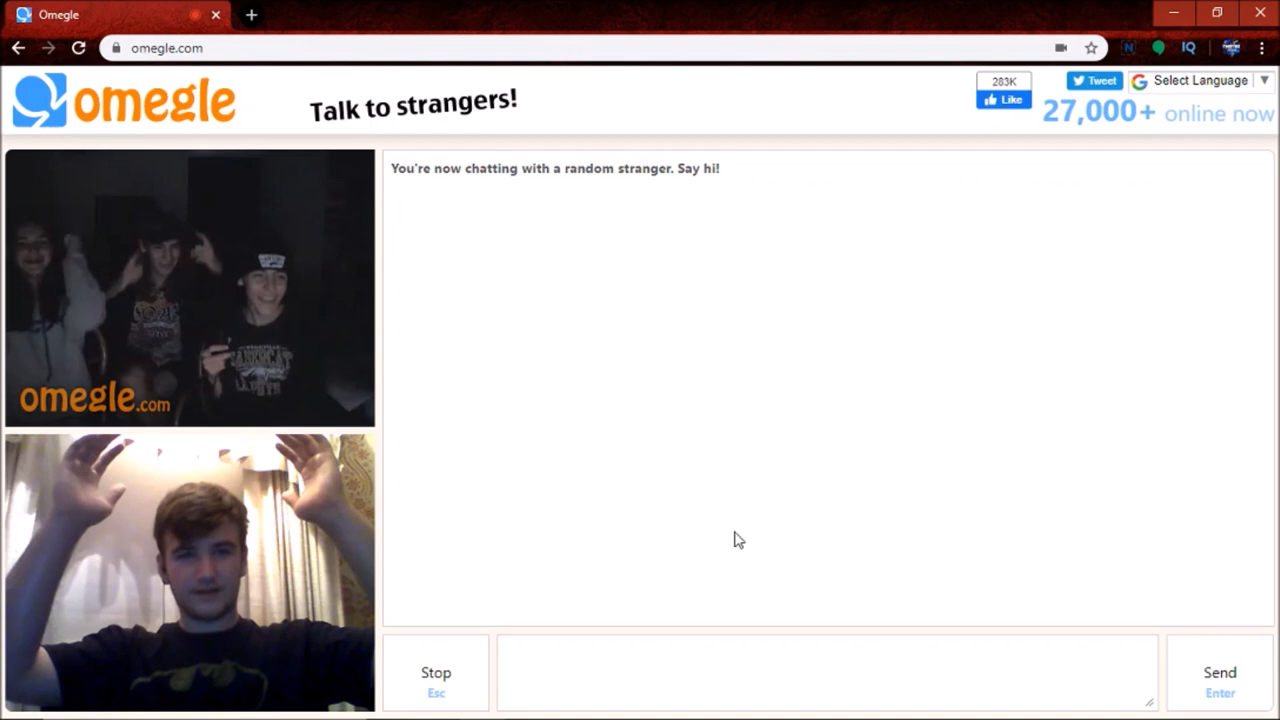 Omegle
omegle.com
omegle
Talk to strangers!
283K
Like
Tweet
Select Language
27,000+ online now
You're now chatting with a random stranger. Say hi!
omegle.com
Stop
Esc
Send
Enter
IQ
N